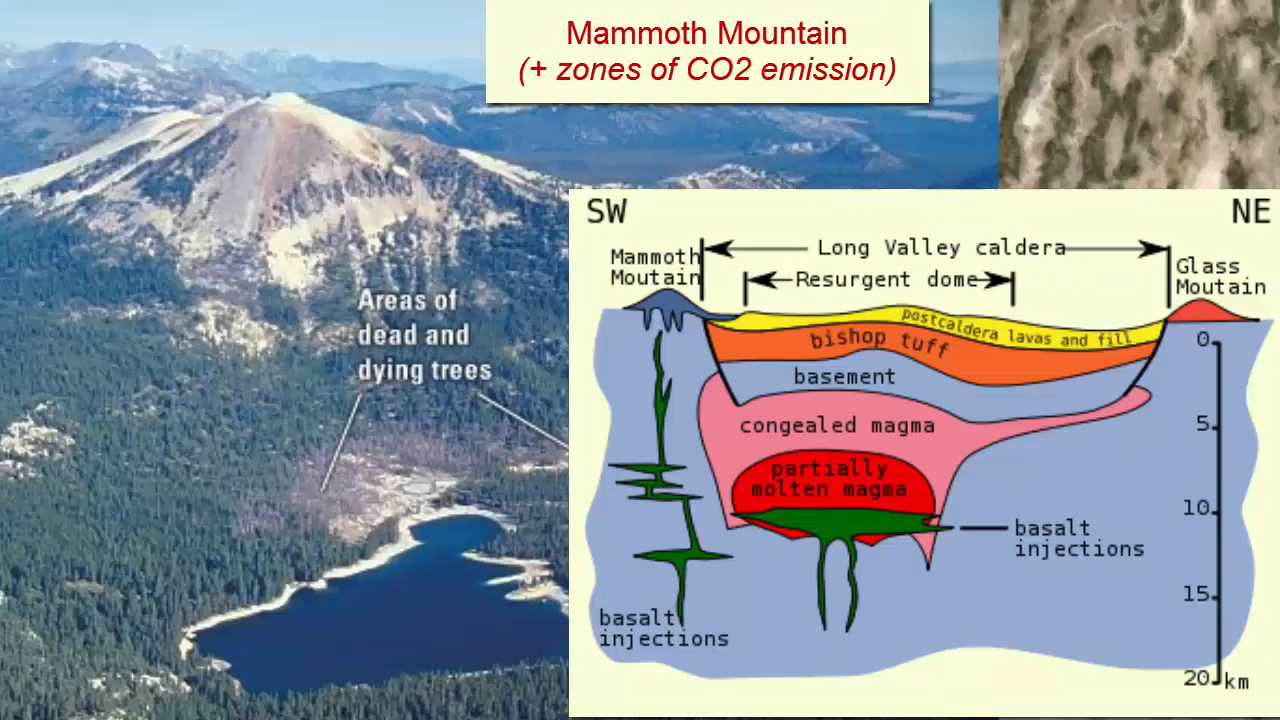 Mammoth Mountain
(+ zones of CO2 emission)
Areas of
dead and
dying trees
SW
NE
Mammoth
Moutain
Long Valley caldera
Resurgent dome
Glass
Moutain
postcaldera lavas and fill
bishop tuff
basement
congealed magma
partially
molten magma
basalt
injections
basalt
injections
0
5
10
15
20 km